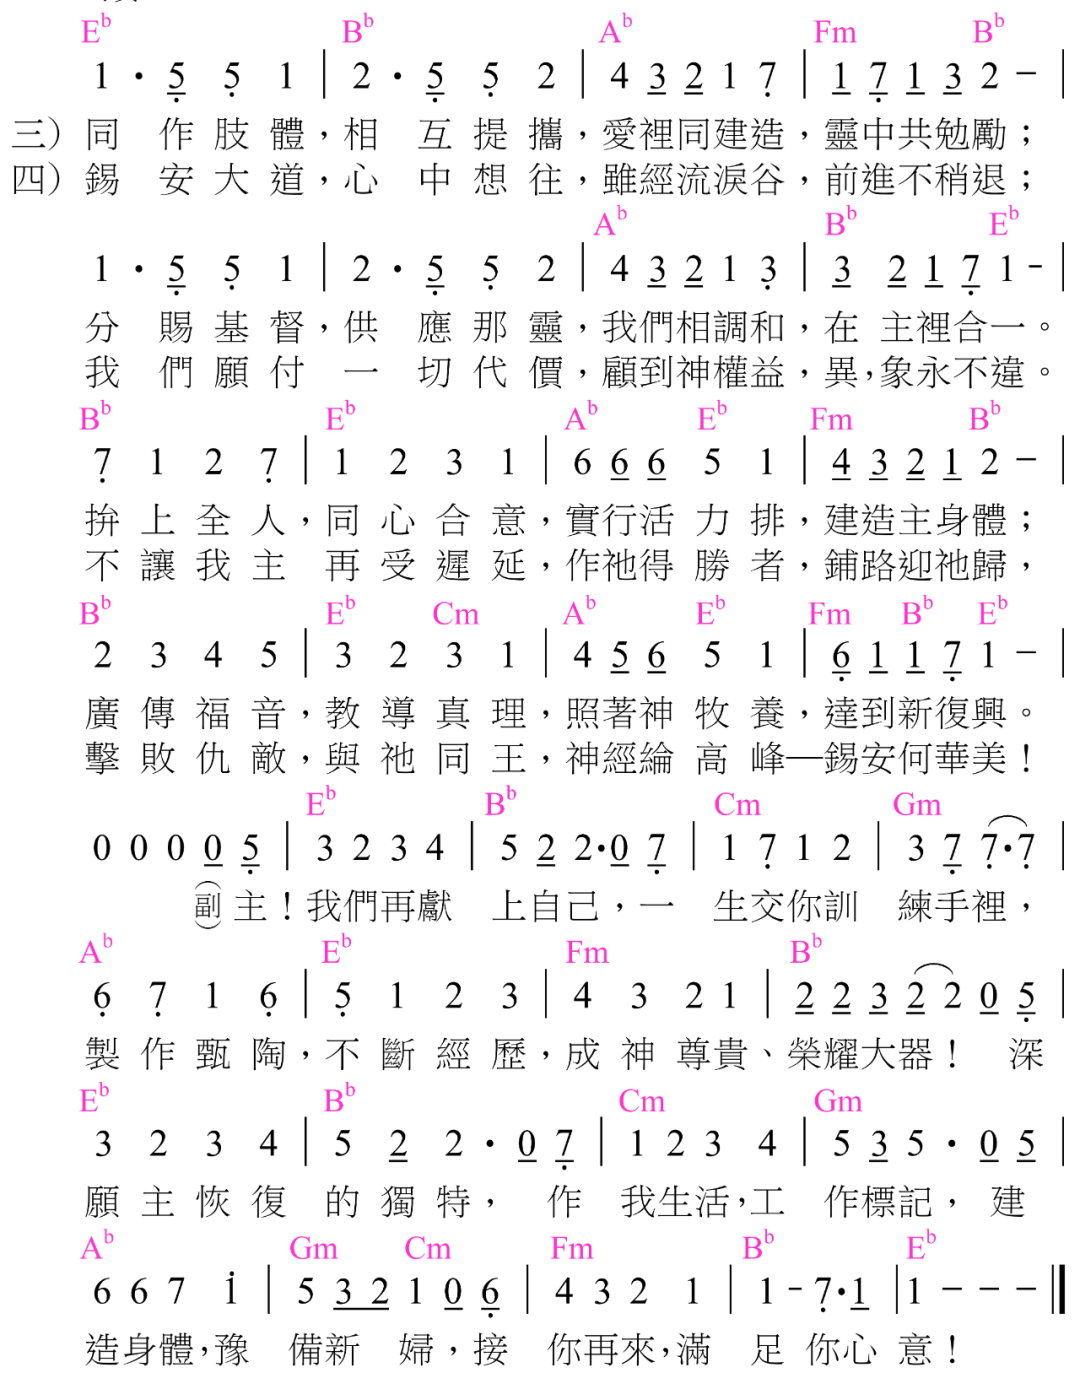 E♭ B♭ A♭ Fm B♭
1 · 5 5 1 | 2 · 5 5 2 | 4 3 2 1 7 | 1 7 1 3 2 – |
三）同 作 肢 體，相 互 提 攜，愛裡同建造，靈中共勉勵；
四）錫 安 大 道，心 中 想 往，雖經流淚谷，前進不稍退；
A♭ B♭ E♭
1 · 5 5 1 | 2 · 5 5 2 | 4 3 2 1 3 | 3 2 1 7 1 - |
分 賜 基 督，供 應 那 靈，我們相調和，在 主裡合一。
我 們 願 付 一 切 代 價，顧到神權益，異，象永不違。
B♭ E♭ A♭ E♭ Fm B♭
7 1 2 7 | 1 2 3 1 | 6 6 6 5 1 | 4 3 2 1 2 – |
拚 上 全 人，同 心 合 意，實行活 力 排，建造主身體；
不 讓 我 主 再 受 遲 延，作祂得 勝 者，鋪路迎祂歸，
B♭ E♭ Cm A♭ E♭ Fm B♭ E♭
2 3 4 5 | 3 2 3 1 | 4 5 6 5 1 | 6 1 1 7 1 – |
廣 傳 福 音，教 導 真 理，照著神 牧 養，達到新復興。
擊 敗 仇 敵，與 祂 同 王，神經綸 高 峰—錫安何華美！
E♭ B♭ Cm Gm
0 0 0 0 5 | 3 2 3 4 | 5 2 2·0 7 | 1 7 1 2 | 3 7 7·7 |
（副）主！我們再獻 上自己，一 生交你訓 練手裡，
A♭ E♭ Fm B♭
6 7 1 6 | 5 1 2 3 | 4 3 2 1 | 2 2 3 2 2 0 5 |
製 作 甄 陶，不 斷 經 歷，成 神 尊貴、榮耀大器！ 深
E♭ B♭ Cm Gm
3 2 3 4 | 5 2 2 · 0 7 | 1 2 3 4 | 5 3 5 · 0 5 |
願 主 恢 復 的 獨 特， 作 我生活，工 作標記， 建
A♭ Gm Cm Fm B♭ E♭
6 6 7 i | 5 3 2 1 0 6 | 4 3 2 1 | 1 - 7·1 | 1 – – – ||
造身體，豫 備新 婦，接 你再來，滿 足 你心 意！